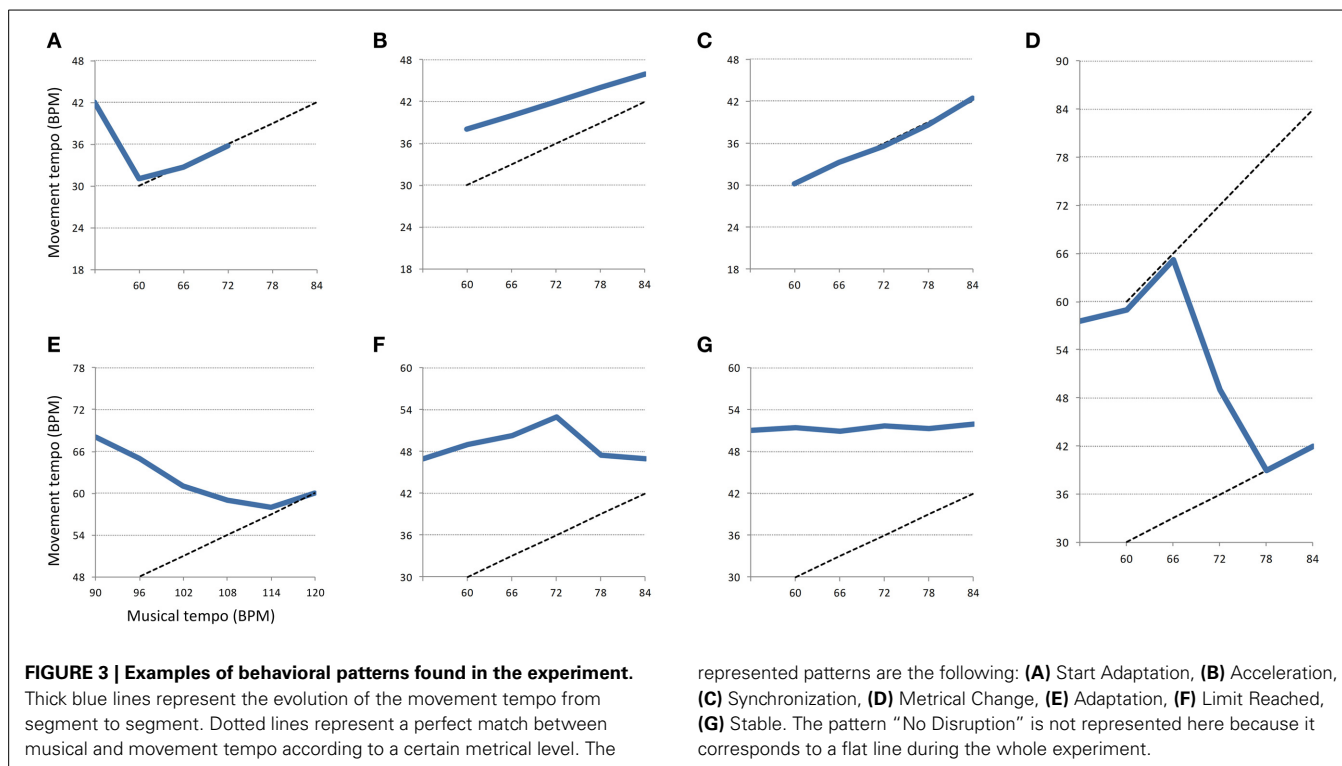 A
48
42
36
30
24
18
60 66 72 78 84
Movement tempo (BPM)
B
48
42
36
30
24
18
60 66 72 78 84
C
48
42
36
30
24
18
60 66 72 78 84
D
90
84
78
72
66
60
54
48
42
36
30
60 66 72 78 84
E
78
72
66
60
54
48
90 96 102 108 114 120
Movement tempo (BPM)
Musical tempo (BPM)
F
60
54
48
42
36
30
60 66 72 78 84
G
60
54
48
42
36
30
60 66 72 78 84
FIGURE 3 | Examples of behavioral patterns found in the experiment.
Thick blue lines represent the evolution of the movement tempo from
segment to segment. Dotted lines represent a perfect match between
musical and movement tempo according to a certain metrical level. The
represented patterns are the following: (A) Start Adaptation, (B) Acceleration,
(C) Synchronization, (D) Metrical Change, (E) Adaptation, (F) Limit Reached,
(G) Stable. The pattern “No Disruption” is not represented here because it
corresponds to a flat line during the whole experiment.